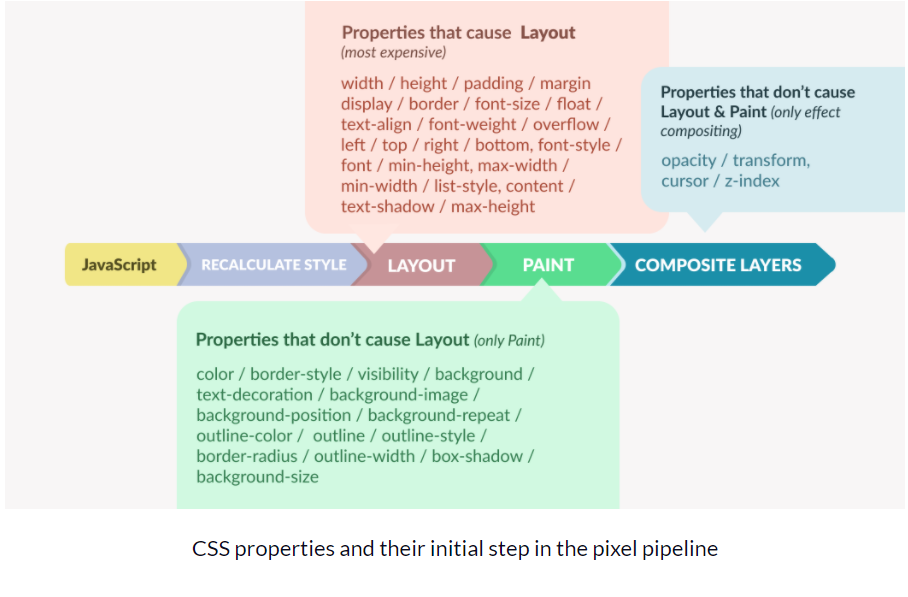 Properties that cause Layout
(most expensive)
width / height / padding / margin
display / border / font-size / float /
text-align / font-weight / overflow /
left / top / right / bottom, font-style /
font / min-height, max-width /
min-width / list-style, content /
text-shadow / max-height
Properties that don’t cause
Layout & Paint (only effect
compositing)
opacity / transform,
cursor / z-index
JavaScript
RECALCULATE STYLE
LAYOUT
PAINT
COMPOSITE LAYERS
Properties that don’t cause Layout (only Paint)
color / border-style / visibility / background /
text-decoration / background-image /
background-position / background-repeat /
outline-color / outline / outline-style /
border-radius / outline-width / box-shadow /
background-size
CSS properties and their initial step in the pixel pipeline